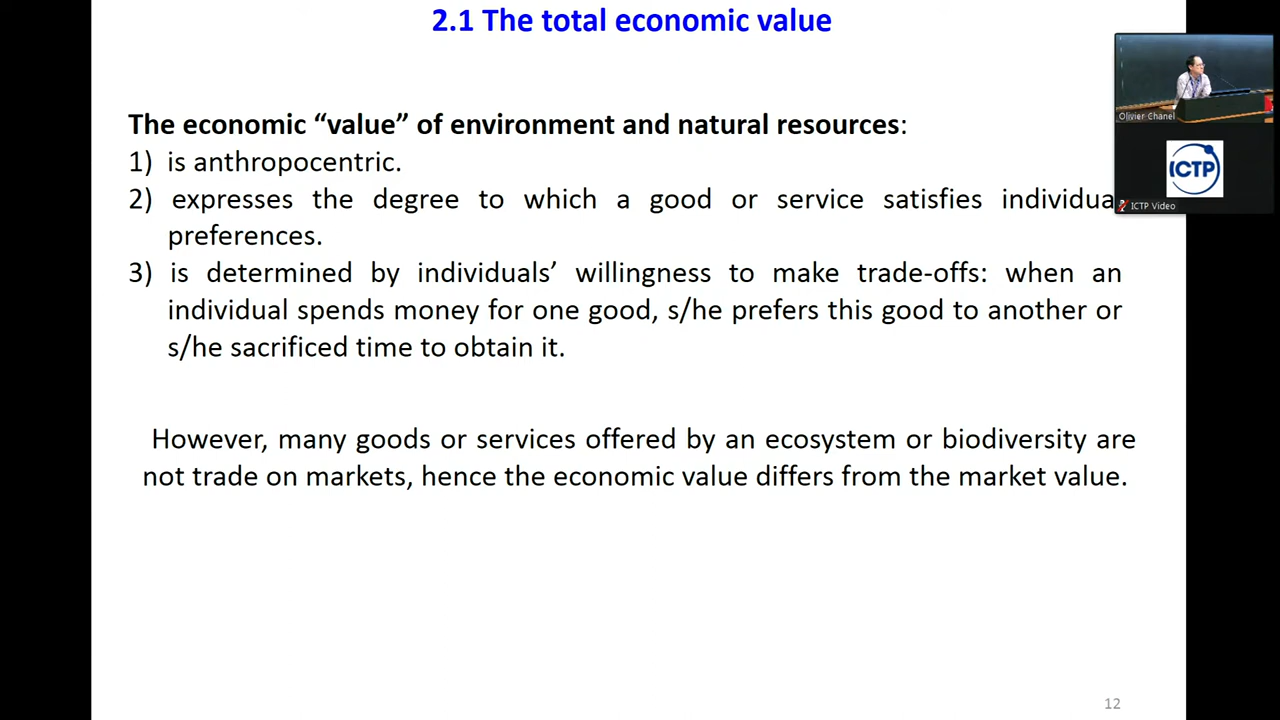 2.1 The total economic value
The economic “value” of environment and natural resources:
1) is anthropocentric.
2) expresses the degree to which a good or service satisfies individua
preferences.
3) is determined by individuals’ willingness to make trade-offs: when an
individual spends money for one good, s/he prefers this good to another or
s/he sacrificed time to obtain it.
However, many goods or services offered by an ecosystem or biodiversity are
not trade on markets, hence the economic value differs from the market value.
12
Olivier Chanel
ICTP
ICTP Video